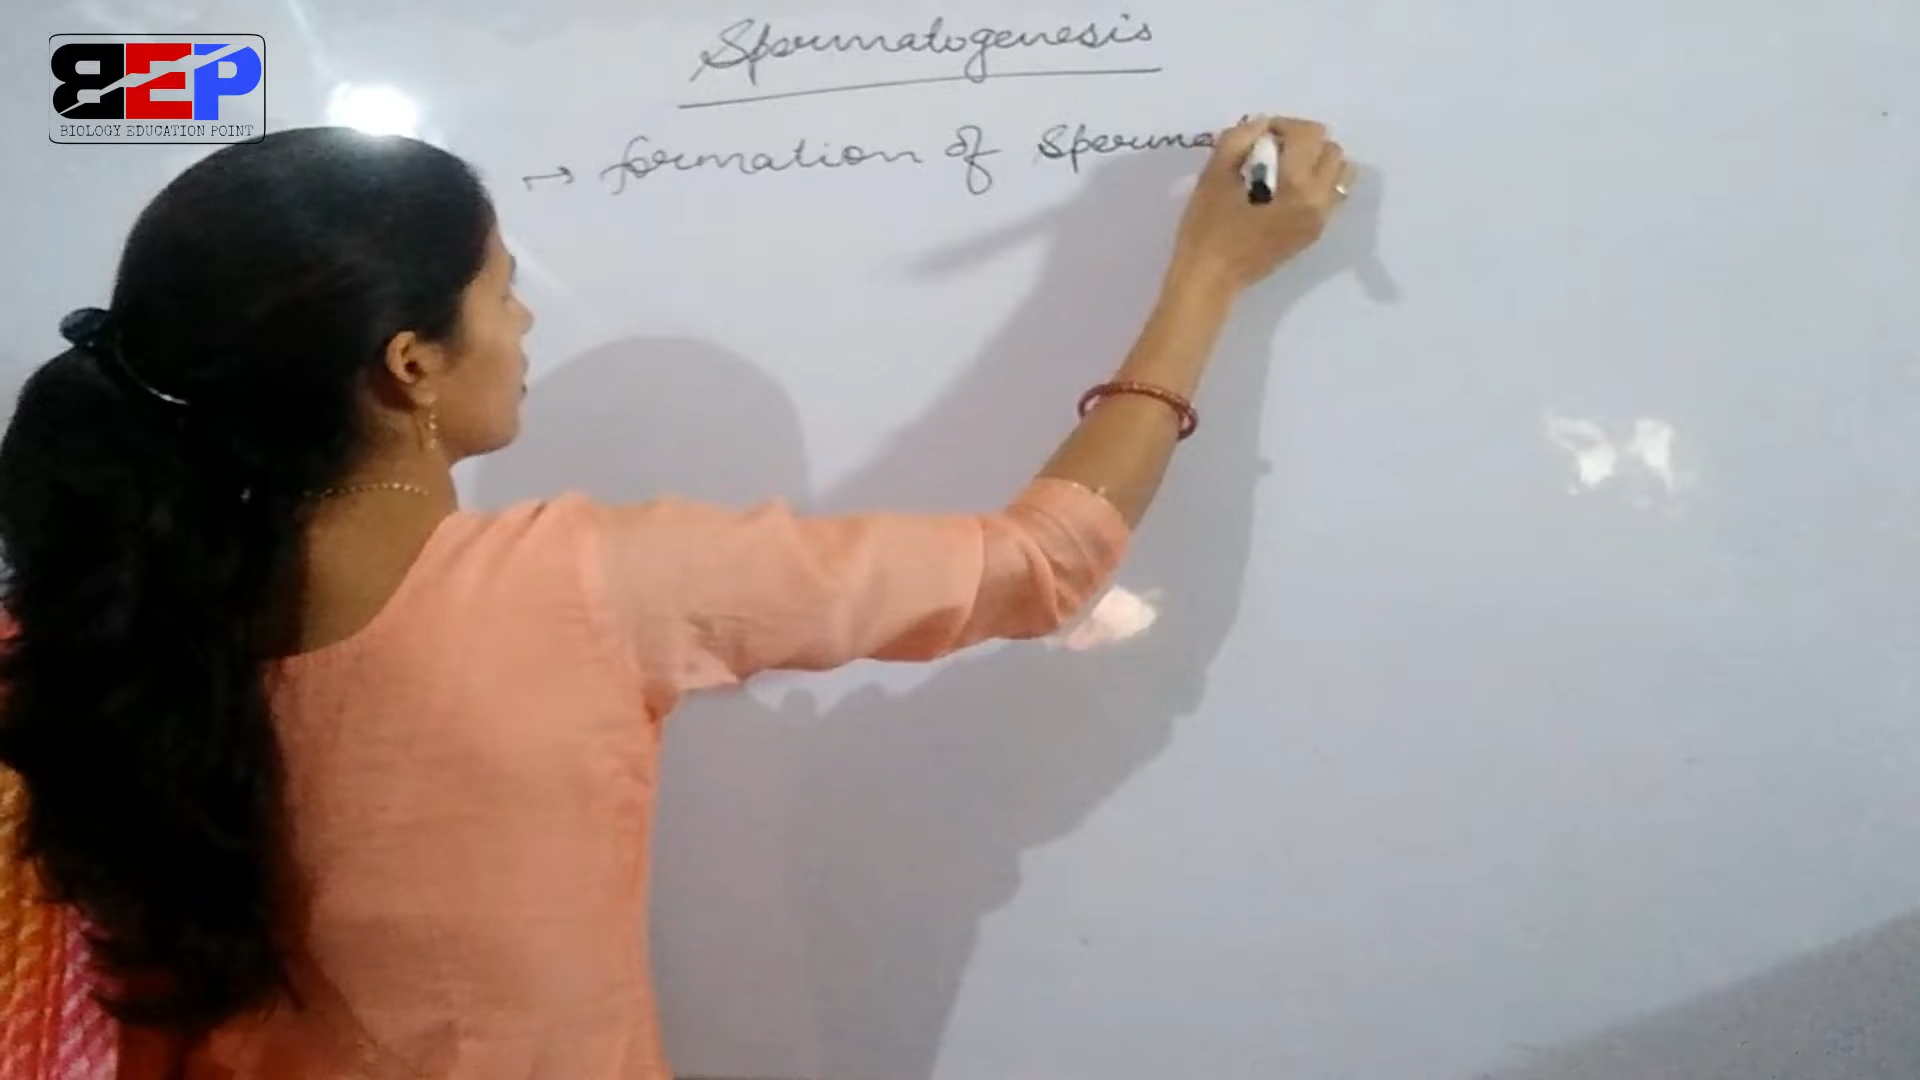 BEP
BIOLOGY EDUCATION POINT
Spermatogenesis
→ formation of Sperma